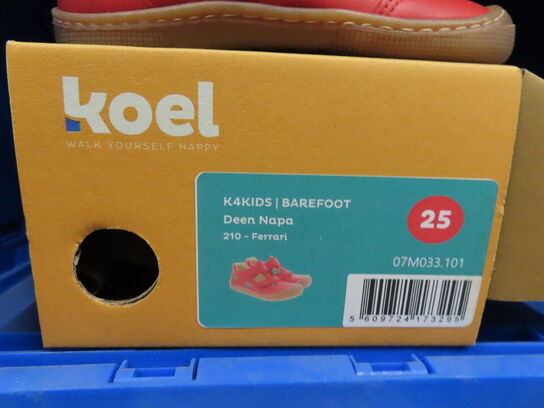 koel
WALK YOURSELF HAPPY
K4KIDS | BAREFOOT
Deen Napa
210 - Ferrari
25
07M033.101
5 609724 173295